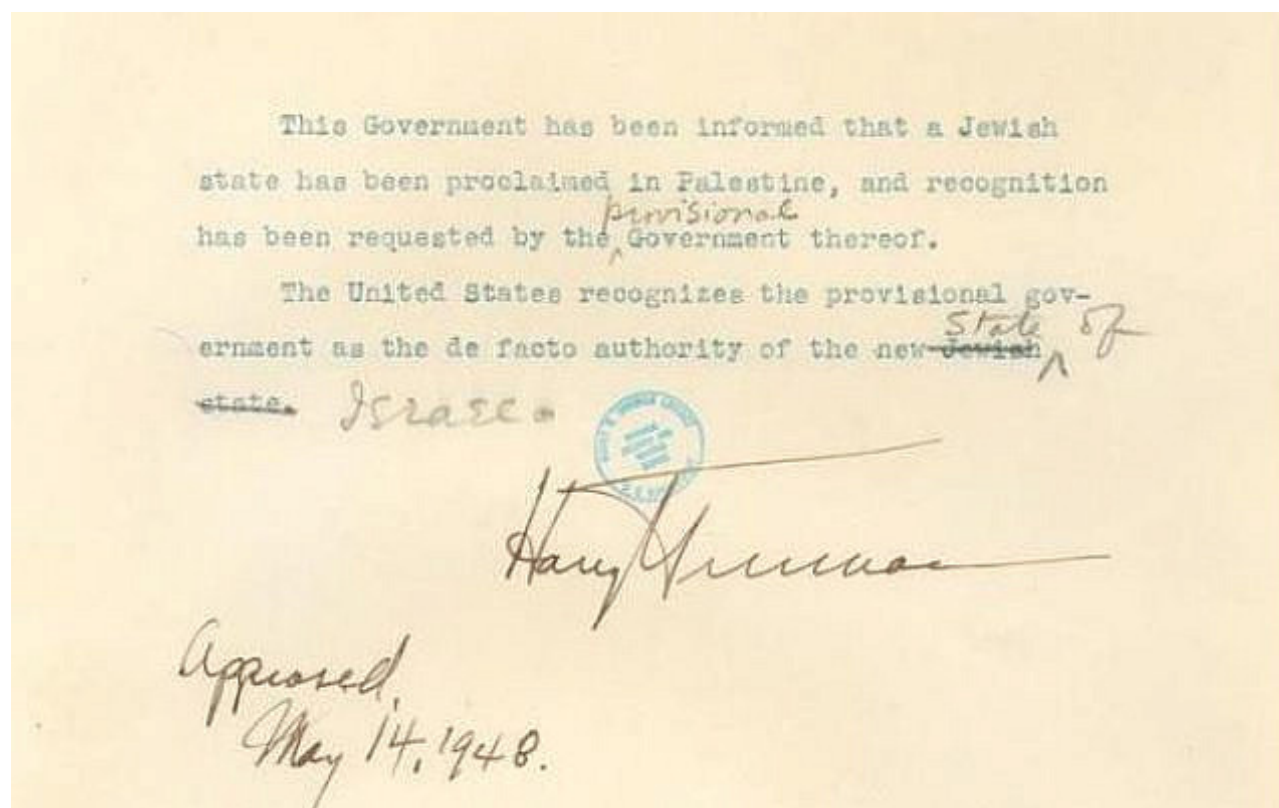 This Government has been informed that a Jewish
state has been proclaimed in Palestine, and recognition
provisional
has been requested by the Government thereof.
The United States recognizes the provisional gov-
State of
ernment as the de facto authority of the new Jewish
state. Israel.
Harry Truman
Approved,
May 14, 1948.